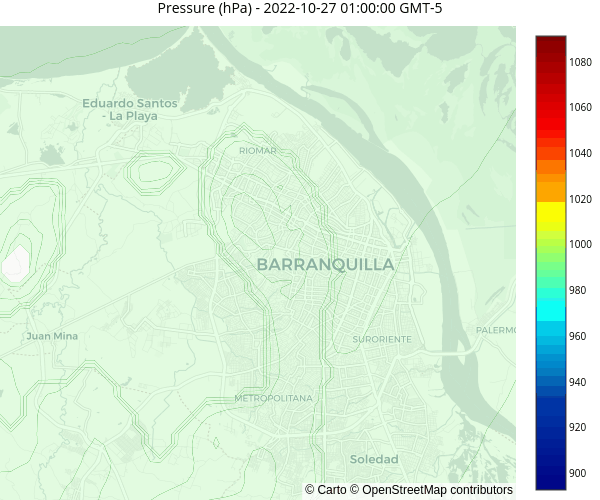 Pressure (hPa) - 2022-10-27 01:00:00 GMT-5
Eduardo Santos
- La Playa
RIOMAR
BARRANQUILLA
Juan Mina
SURORIENTE
PALERMO
METROPOLITANA
Soledad
© Carto © OpenStreetMap contributors
1080
1060
1040
1020
1000
980
960
940
920
900